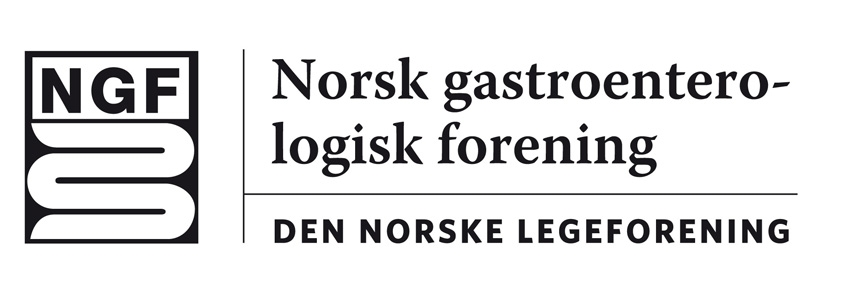 NGF
Norsk gastroentero-
logisk forening
DEN NORSKE LEGEFORENING